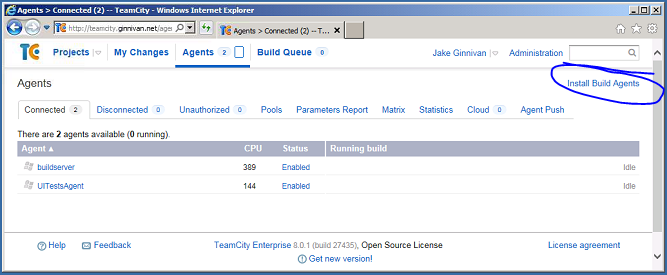 Agents > Connected (2) -- TeamCity - Windows Internet Explorer
http://teamcity.ginnivan.net/agen
Agents > Connected (2) -- T...
TC Projects My Changes Agents 2 Build Queue 0 Jake Ginnivan Administration
Agents
Install Build Agents
Connected 2 Disconnected 0 Unauthorized 0 Pools Parameters Report Matrix Statistics Cloud 0 Agent Push
There are 2 agents available (0 running).
Agent CPU Status Running build
buildserver 389 Enabled Idle
UITestsAgent 144 Enabled Idle
Help Feedback TeamCity Enterprise 8.0.1 (build 27435), Open Source License License agreement
Get new version!